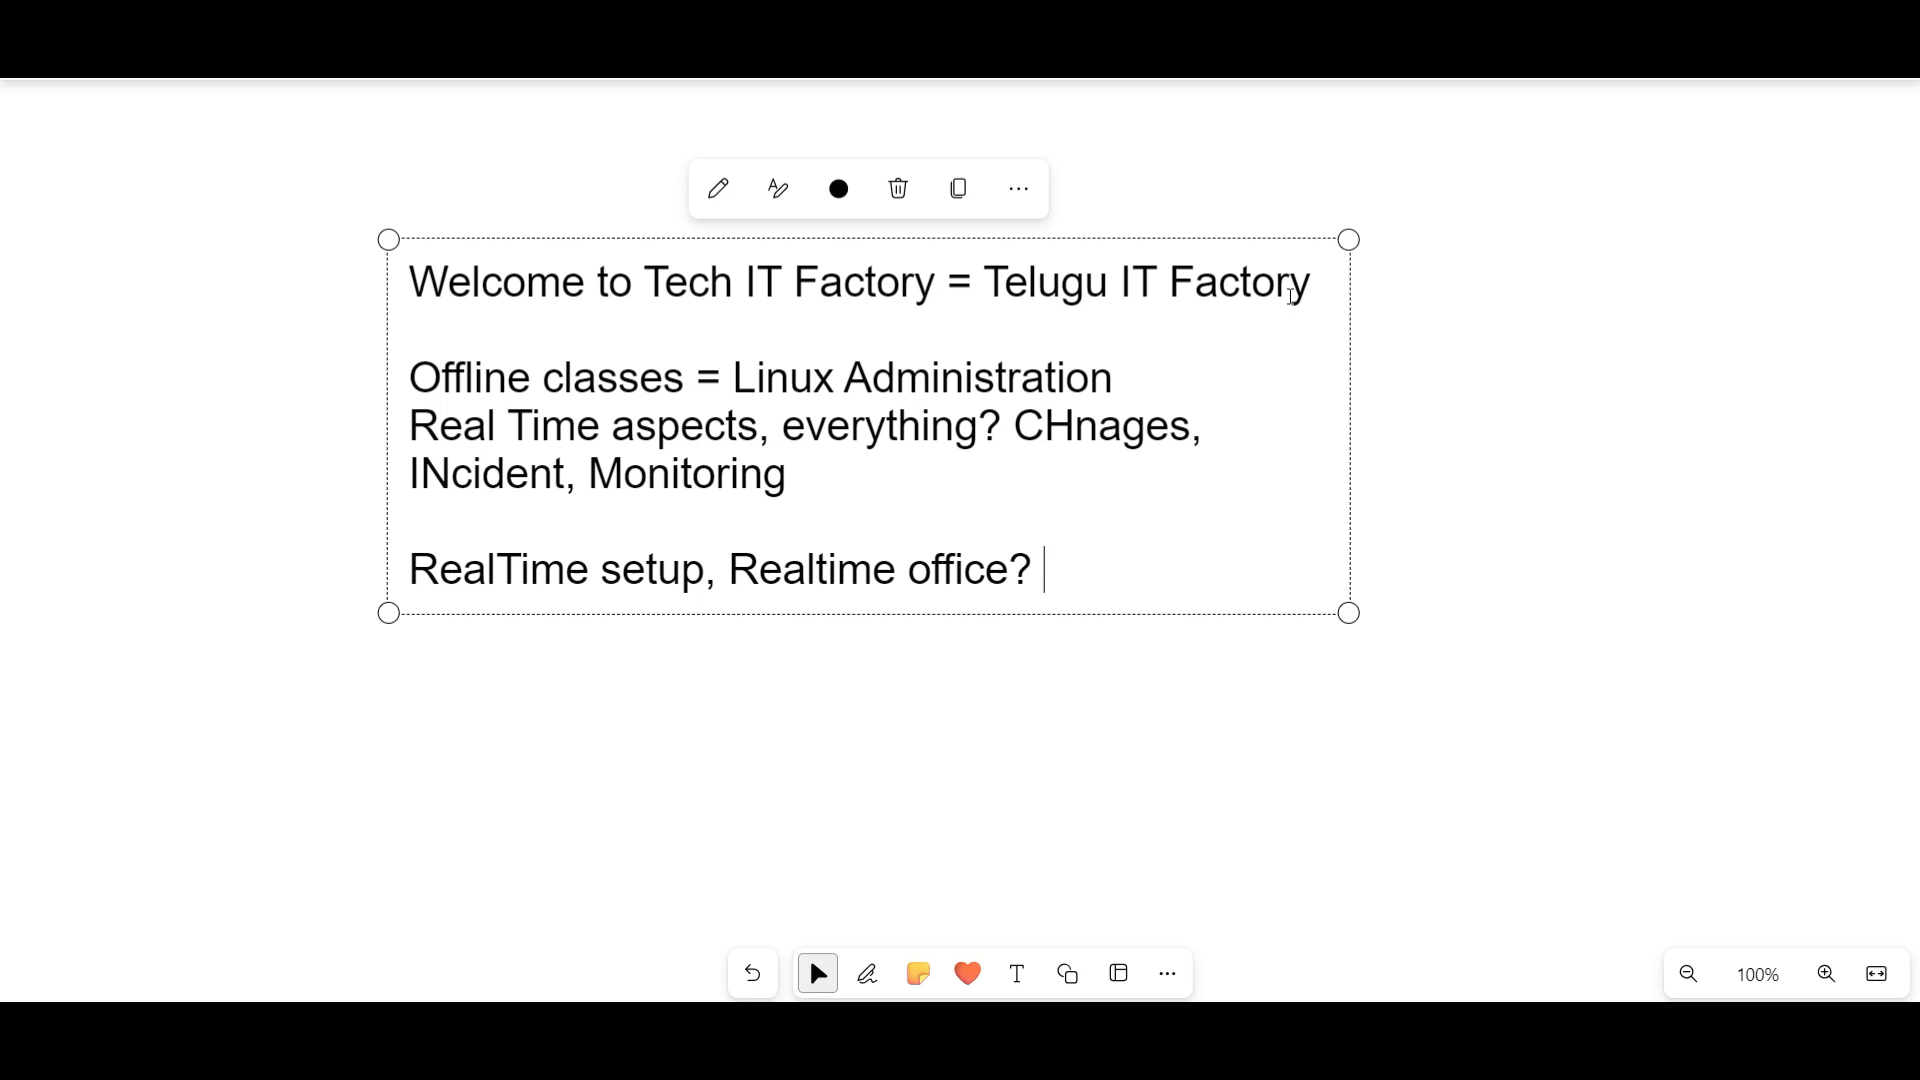 Welcome to Tech IT Factory = Telugu IT Factory
Offline classes = Linux Administration
Real Time aspects, everything? CHnages,
INcident, Monitoring
RealTime setup, Realtime office?
100%